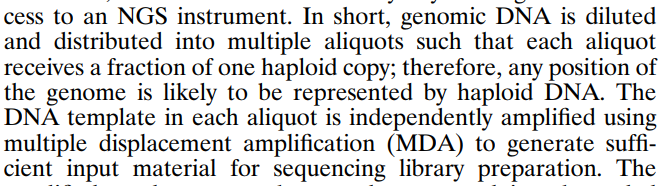 cess to an NGS instrument. In short, genomic DNA is diluted
and distributed into multiple aliquots such that each aliquot
receives a fraction of one haploid copy; therefore, any position of
the genome is likely to be represented by haploid DNA. The
DNA template in each aliquot is independently amplified using
multiple displacement amplification (MDA) to generate suffi-
cient input material for sequencing library preparation. The